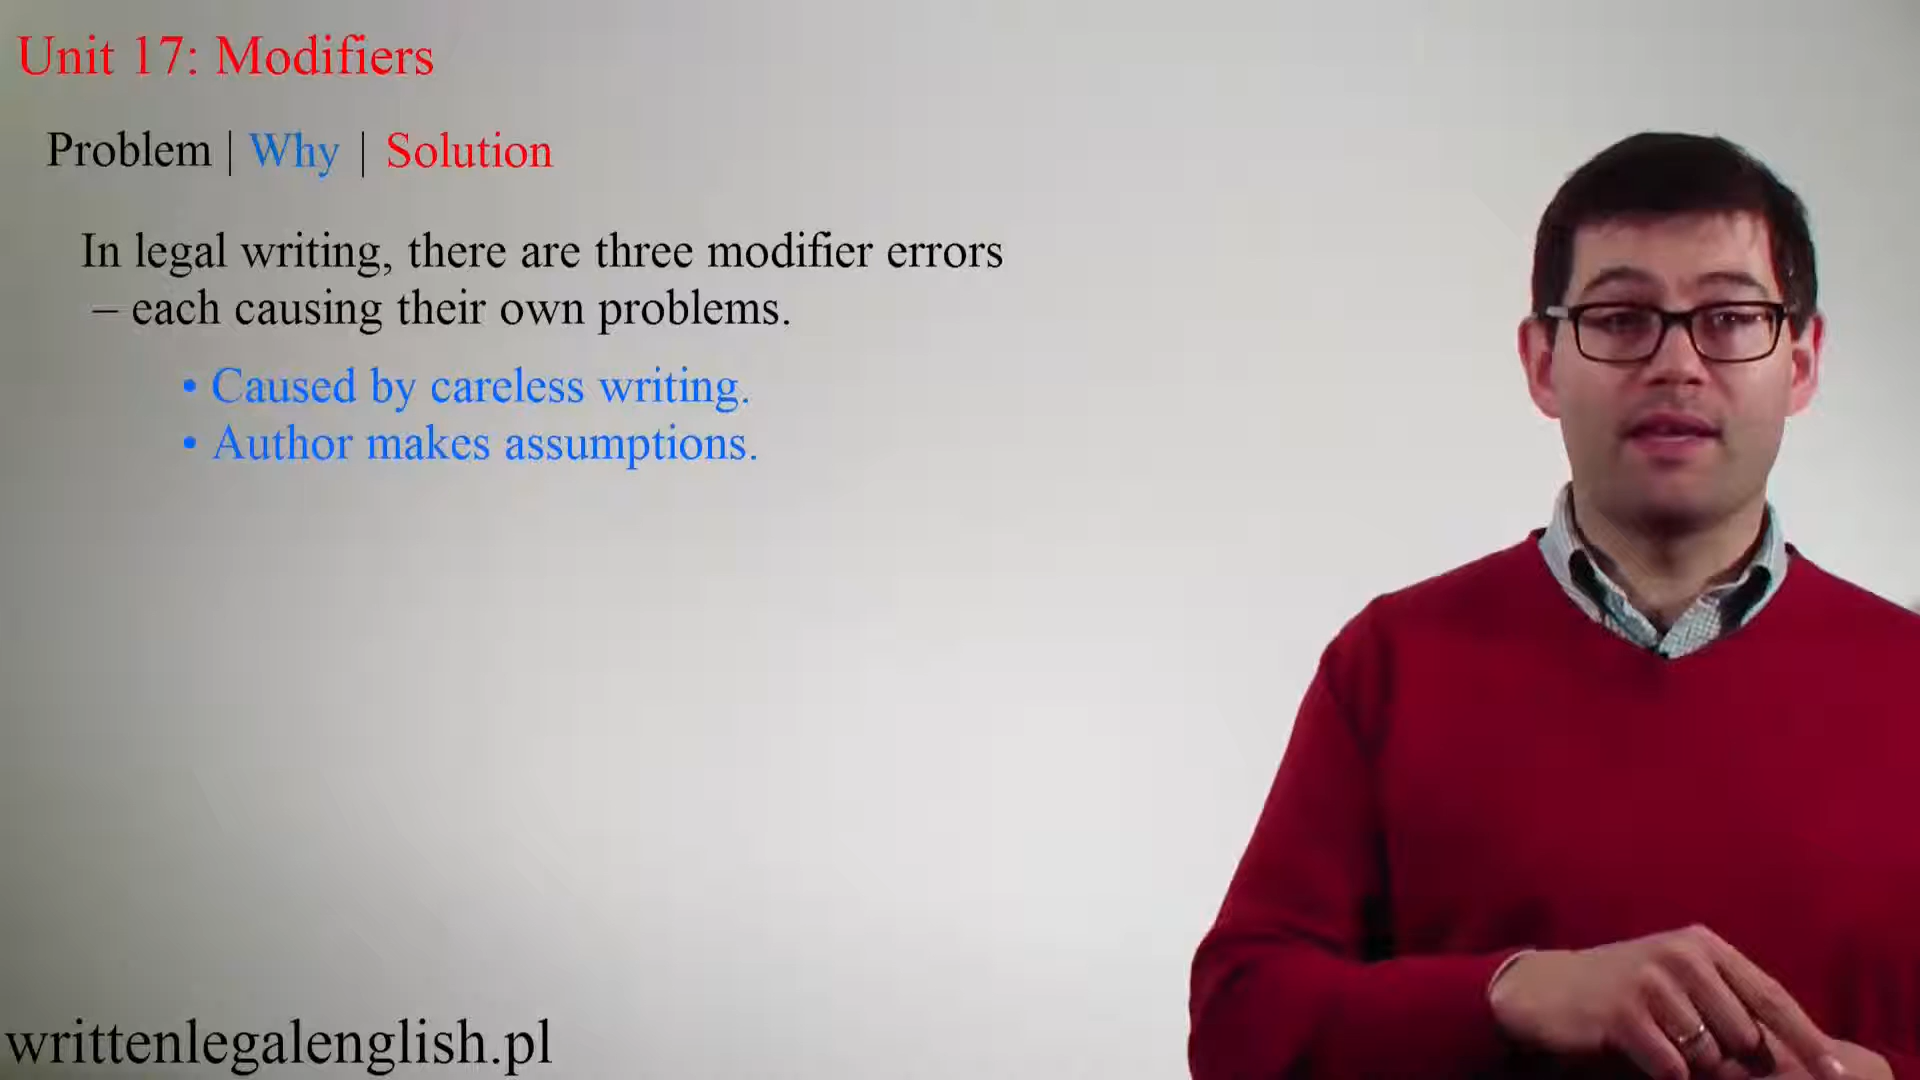 Unit 17: Modifiers
Problem | Why | Solution
In legal writing, there are three modifier errors
– each causing their own problems.
• Caused by careless writing.
• Author makes assumptions.
writtenlegalenglish.pl